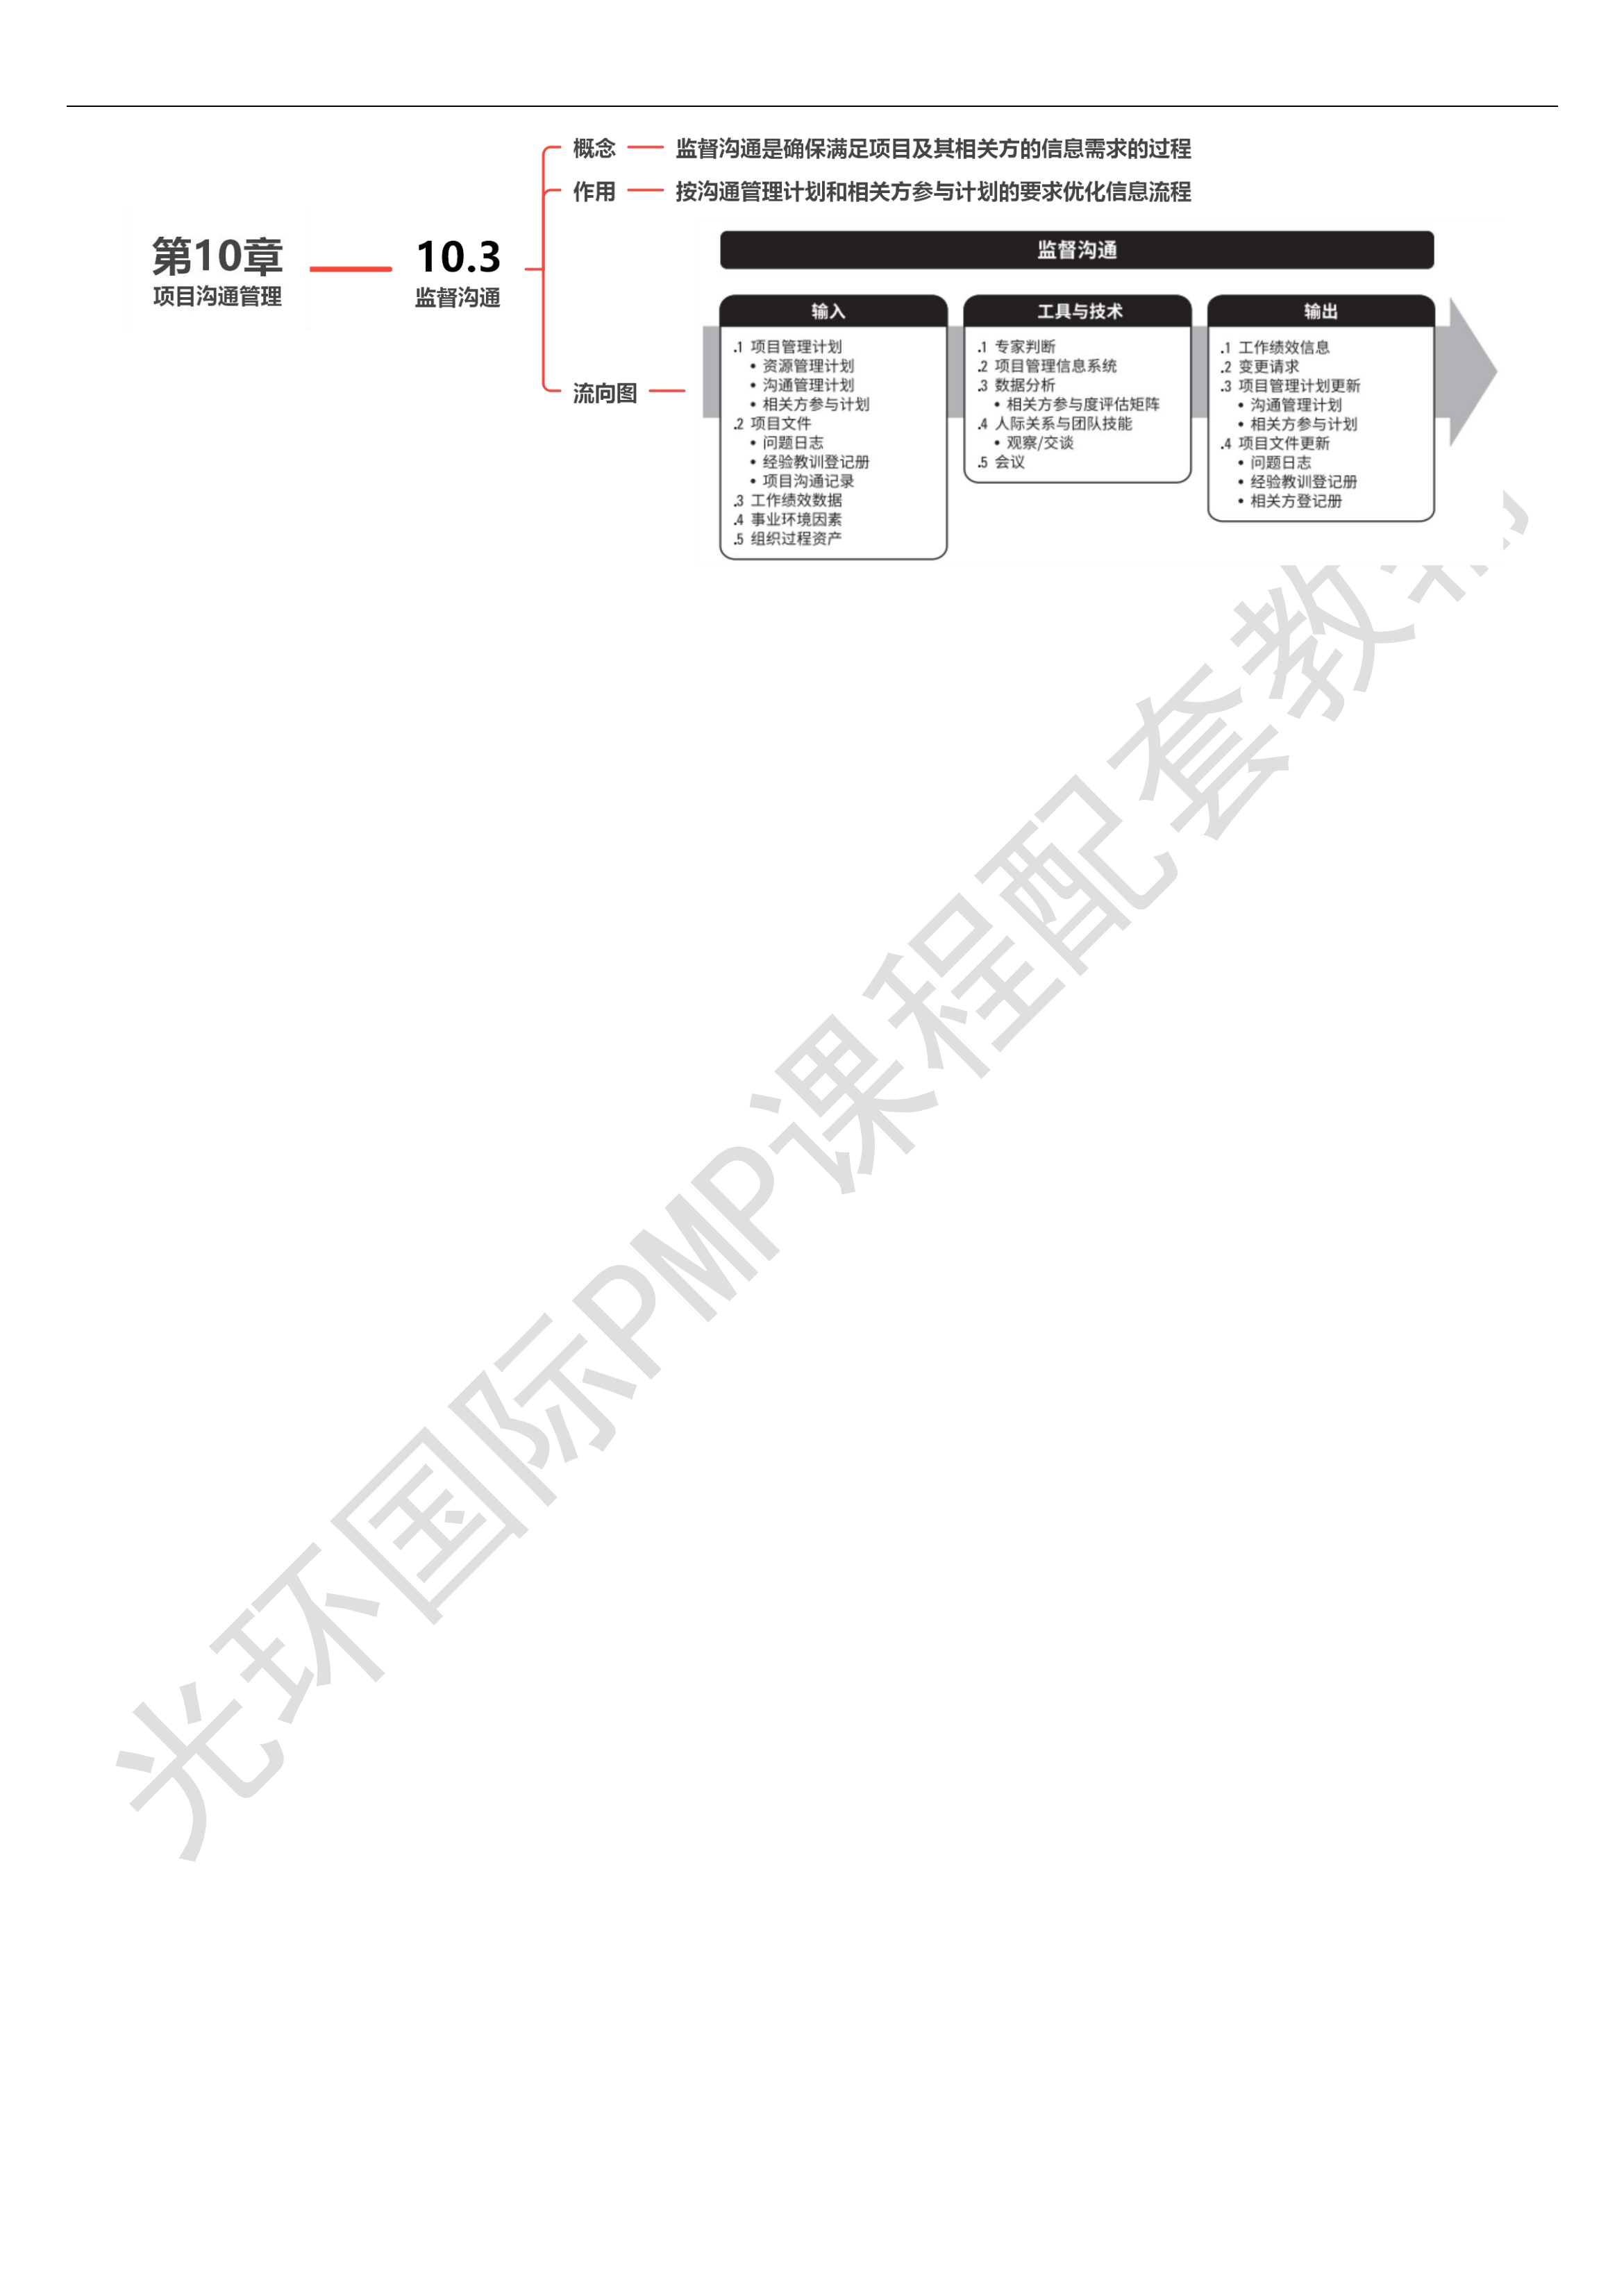 第10章
项目沟通管理
10.3
监督沟通
概念
监督沟通是确保满足项目及其相关方的信息需求的过程
作用
按沟通管理计划和相关方参与计划的要求优化信息流程
流向图
监督沟通
输入
.1 项目管理计划
• 资源管理计划
• 沟通管理计划
• 相关方参与计划
.2 项目文件
• 问题日志
• 经验教训登记册
• 项目沟通记录
.3 工作绩效数据
.4 事业环境因素
.5 组织过程资产
工具与技术
.1 专家判断
.2 项目管理信息系统
.3 数据分析
• 相关方参与度评估矩阵
.4 人际关系与团队技能
• 观察/交谈
.5 会议
输出
.1 工作绩效信息
.2 变更请求
.3 项目管理计划更新
• 沟通管理计划
• 相关方参与计划
.4 项目文件更新
• 问题日志
• 经验教训登记册
• 相关方登记册
光环国际PMP课程配套教